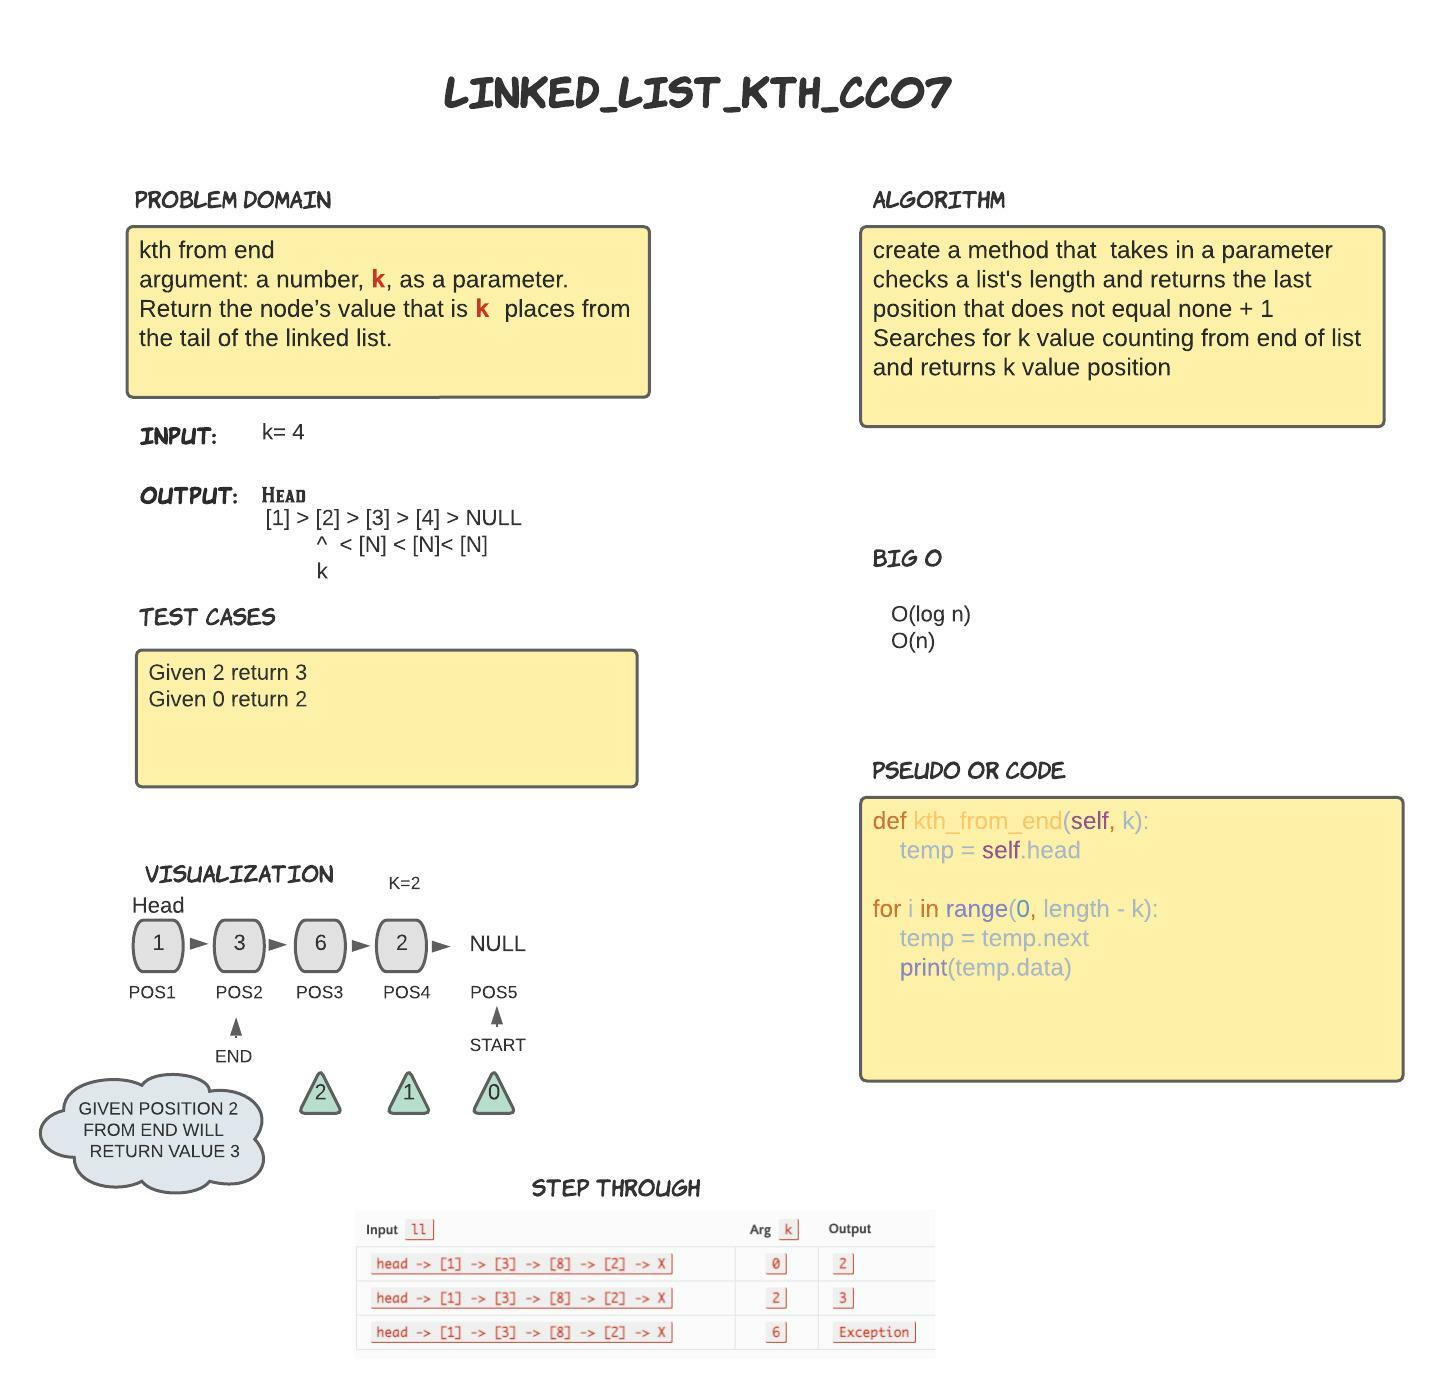 LINKED_LIST_KTH_CC07
PROBLEM DOMAIN
kth from end
argument: a number, k, as a parameter.
Return the node's value that is k  places from
the tail of the linked list.
INPUT: k= 4
OUTPUT: HEAD
[1] > [2] > [3] > [4] > NULL
^  < [N] < [N]< [N]
k
TEST CASES
Given 2 return 3
Given 0 return 2
VISUALIZATION
K=2
Head
1 3 6 2 NULL
POS1 POS2 POS3 POS4 POS5
END START
2 1 0
GIVEN POSITION 2
FROM END WILL
RETURN VALUE 3
ALGORITHM
create a method that  takes in a parameter
checks a list's length and returns the last
position that does not equal none + 1
Searches for k value counting from end of list
and returns k value position
BIG O
O(log n)
O(n)
PSEUDO OR CODE
def kth_from_end(self, k):
    temp = self.head
for i in range(0, length - k):
    temp = temp.next
    print(temp.data)
STEP THROUGH
Input ll Arg k Output
head -> [1] -> [3] -> [8] -> [2] -> X 0 2
head -> [1] -> [3] -> [8] -> [2] -> X 2 3
head -> [1] -> [3] -> [8] -> [2] -> X 6 Exception